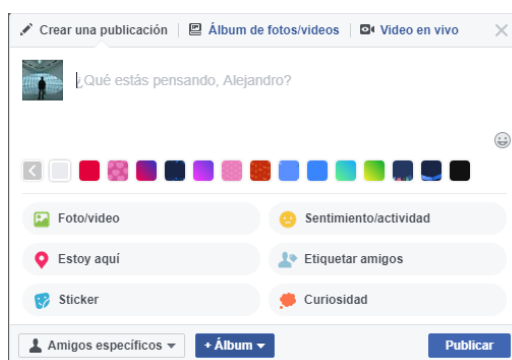 Crear una publicación Álbum de fotos/videos Video en vivo
¿Qué estás pensando, Alejandro?
Foto/video Sentimiento/actividad
Estoy aquí Etiquetar amigos
Sticker Curiosidad
Amigos específicos + Álbum Publicar